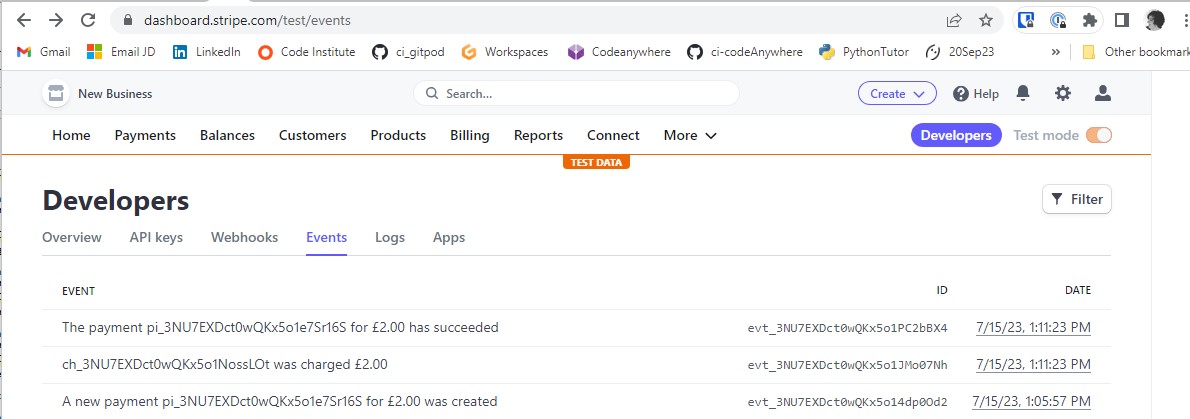 dashboard.stripe.com/test/events
Gmail Email JD LinkedIn Code Institute ci_gitpod Workspaces Codeanywhere ci-codeAnywhere PythonTutor 20Sep23 » Other bookmark
New Business Search... Create Help
Home Payments Balances Customers Products Billing Reports Connect More Developers Test mode
TEST DATA
Developers Filter
Overview API keys Webhooks Events Logs Apps
EVENT ID DATE
The payment pi_3NU7EXDct0wQKx5o1e7Sr16S for £2.00 has succeeded evt_3NU7EXDct0wQKx5o1PC2bBX4 7/15/23, 1:11:23 PM
ch_3NU7EXDct0wQKx5o1NossLOt was charged £2.00 evt_3NU7EXDct0wQKx5o1JMo07Nh 7/15/23, 1:11:23 PM
A new payment pi_3NU7EXDct0wQKx5o1e7Sr16S for £2.00 was created evt_3NU7EXDct0wQKx5o14dp0Od2 7/15/23, 1:05:57 PM